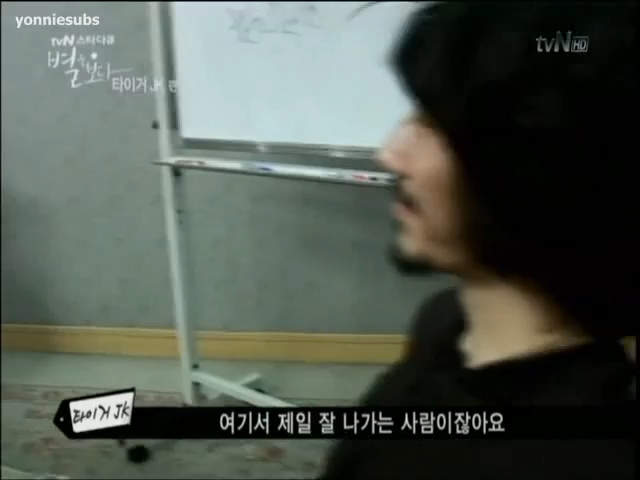 yonniesubs
tvN 스타 다큐
별을 보다
타이거 JK 편
tvN HD
타이거 JK
여기서 제일 잘 나가는 사람이잖아요